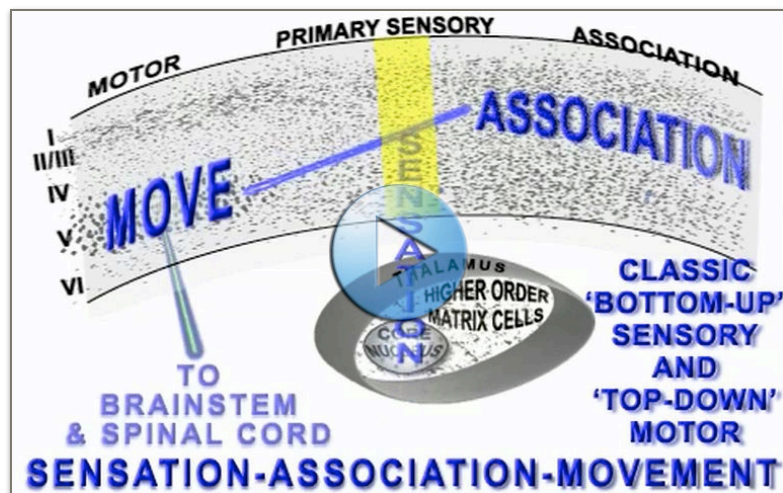 MOTOR
PRIMARY SENSORY
ASSOCIATION
I
II/III
IV
V
VI
MOVE
ASSOCIATION
SENSATION
THALAMUS
HIGHER ORDER
MATRIX CELLS
CORE
NUCLEUS
TO
BRAINSTEM
& SPINAL CORD
CLASSIC
'BOTTOM-UP'
SENSORY
AND
'TOP-DOWN'
MOTOR
SENSATION-ASSOCIATION-MOVEMENT